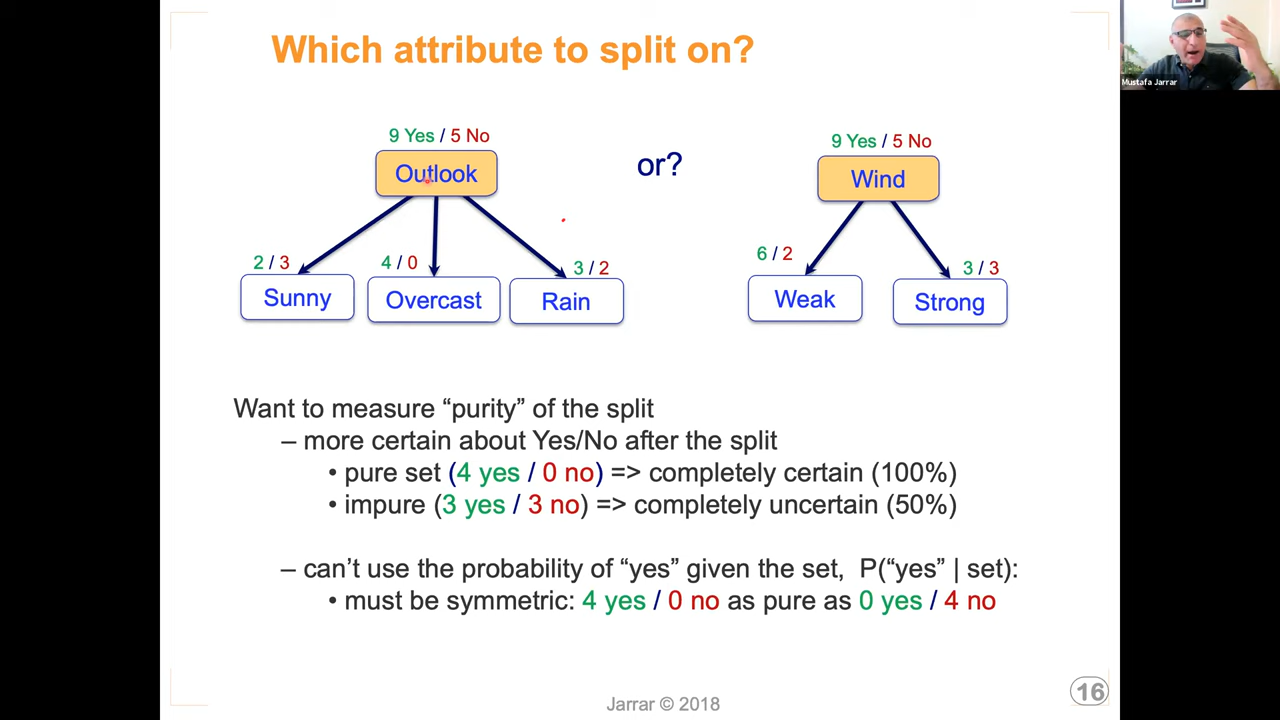 Which attribute to split on?
Mustafa Jarrar
9 Yes / 5 No
Outlook
or?
9 Yes / 5 No
Wind
2 / 3
4 / 0
3 / 2
6 / 2
3 / 3
Sunny
Overcast
Rain
Weak
Strong
Want to measure “purity” of the split
– more certain about Yes/No after the split
• pure set (4 yes / 0 no) => completely certain (100%)
• impure (3 yes / 3 no) => completely uncertain (50%)
– can’t use the probability of “yes” given the set, P(“yes” | set):
• must be symmetric: 4 yes / 0 no as pure as 0 yes / 4 no
Jarrar © 2018
16